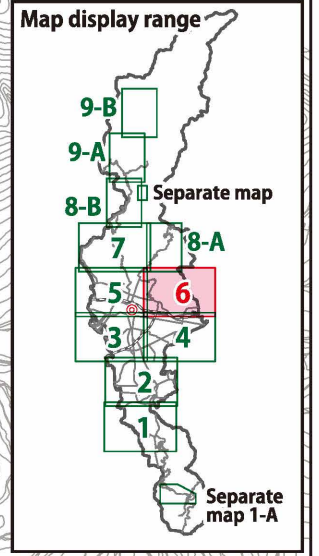 Map display range
9-B
9-A
Separate map
8-B
7
8-A
5
6
3
4
2
1
Separate
map 1-A